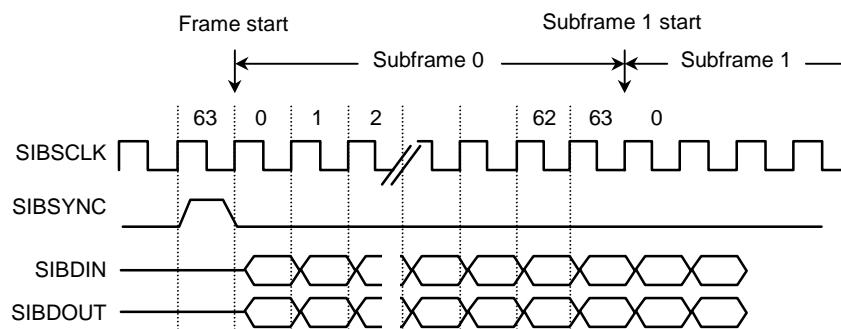 Frame start
Subframe 1 start
Subframe 0
Subframe 1
63 0 1 2 62 63 0
SIBSCLK
SIBSYNC
SIBDIN
SIBDOUT